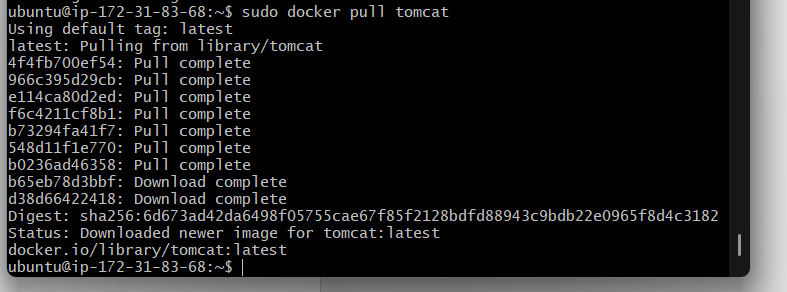 ubuntu@ip-172-31-83-68:~$ sudo docker pull tomcat
Using default tag: latest
latest: Pulling from library/tomcat
4f4fb700ef54: Pull complete
966c395d29cb: Pull complete
e114ca80d2ed: Pull complete
f6c4211cf8b1: Pull complete
b73294fa41f7: Pull complete
548d11f1e770: Pull complete
b0236ad46358: Pull complete
b65eb78d3bbf: Download complete
d38d66422418: Download complete
Digest: sha256:6d673ad42da6498f05755cae67f85f2128bdfd88943c9bdb22e0965f8d4c3182
Status: Downloaded newer image for tomcat:latest
docker.io/library/tomcat:latest
ubuntu@ip-172-31-83-68:~$